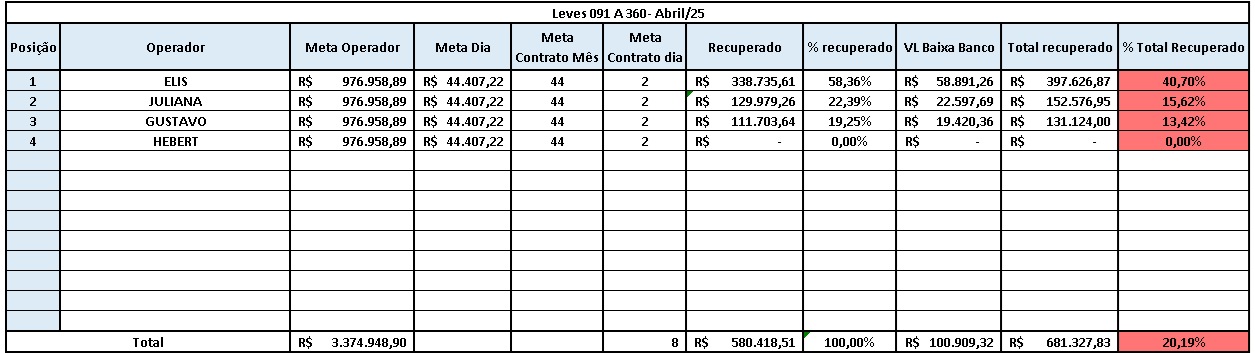 Leves 091 A 360- Abril/25
Posição Operador Meta Operador Meta Dia Meta Contrato Mês Meta Contrato dia Recuperado % recuperado VL Baixa Banco Total recuperado % Total Recuperado
1 ELIS R$ 976.958,89 R$ 44.407,22 44 2 R$ 338.735,61 58,36% R$ 58.891,26 R$ 397.626,87 40,70%
2 JULIANA R$ 976.958,89 R$ 44.407,22 44 2 R$ 129.979,26 22,39% R$ 22.597,69 R$ 152.576,95 15,62%
3 GUSTAVO R$ 976.958,89 R$ 44.407,22 44 2 R$ 111.703,64 19,25% R$ 19.420,36 R$ 131.124,00 13,42%
4 HEBERT R$ 976.958,89 R$ 44.407,22 44 2 R$ - 0,00% R$ - R$ - 0,00%
Total R$ 3.374.948,90 8 R$ 580.418,51 100,00% R$ 100.909,32 R$ 681.327,83 20,19%